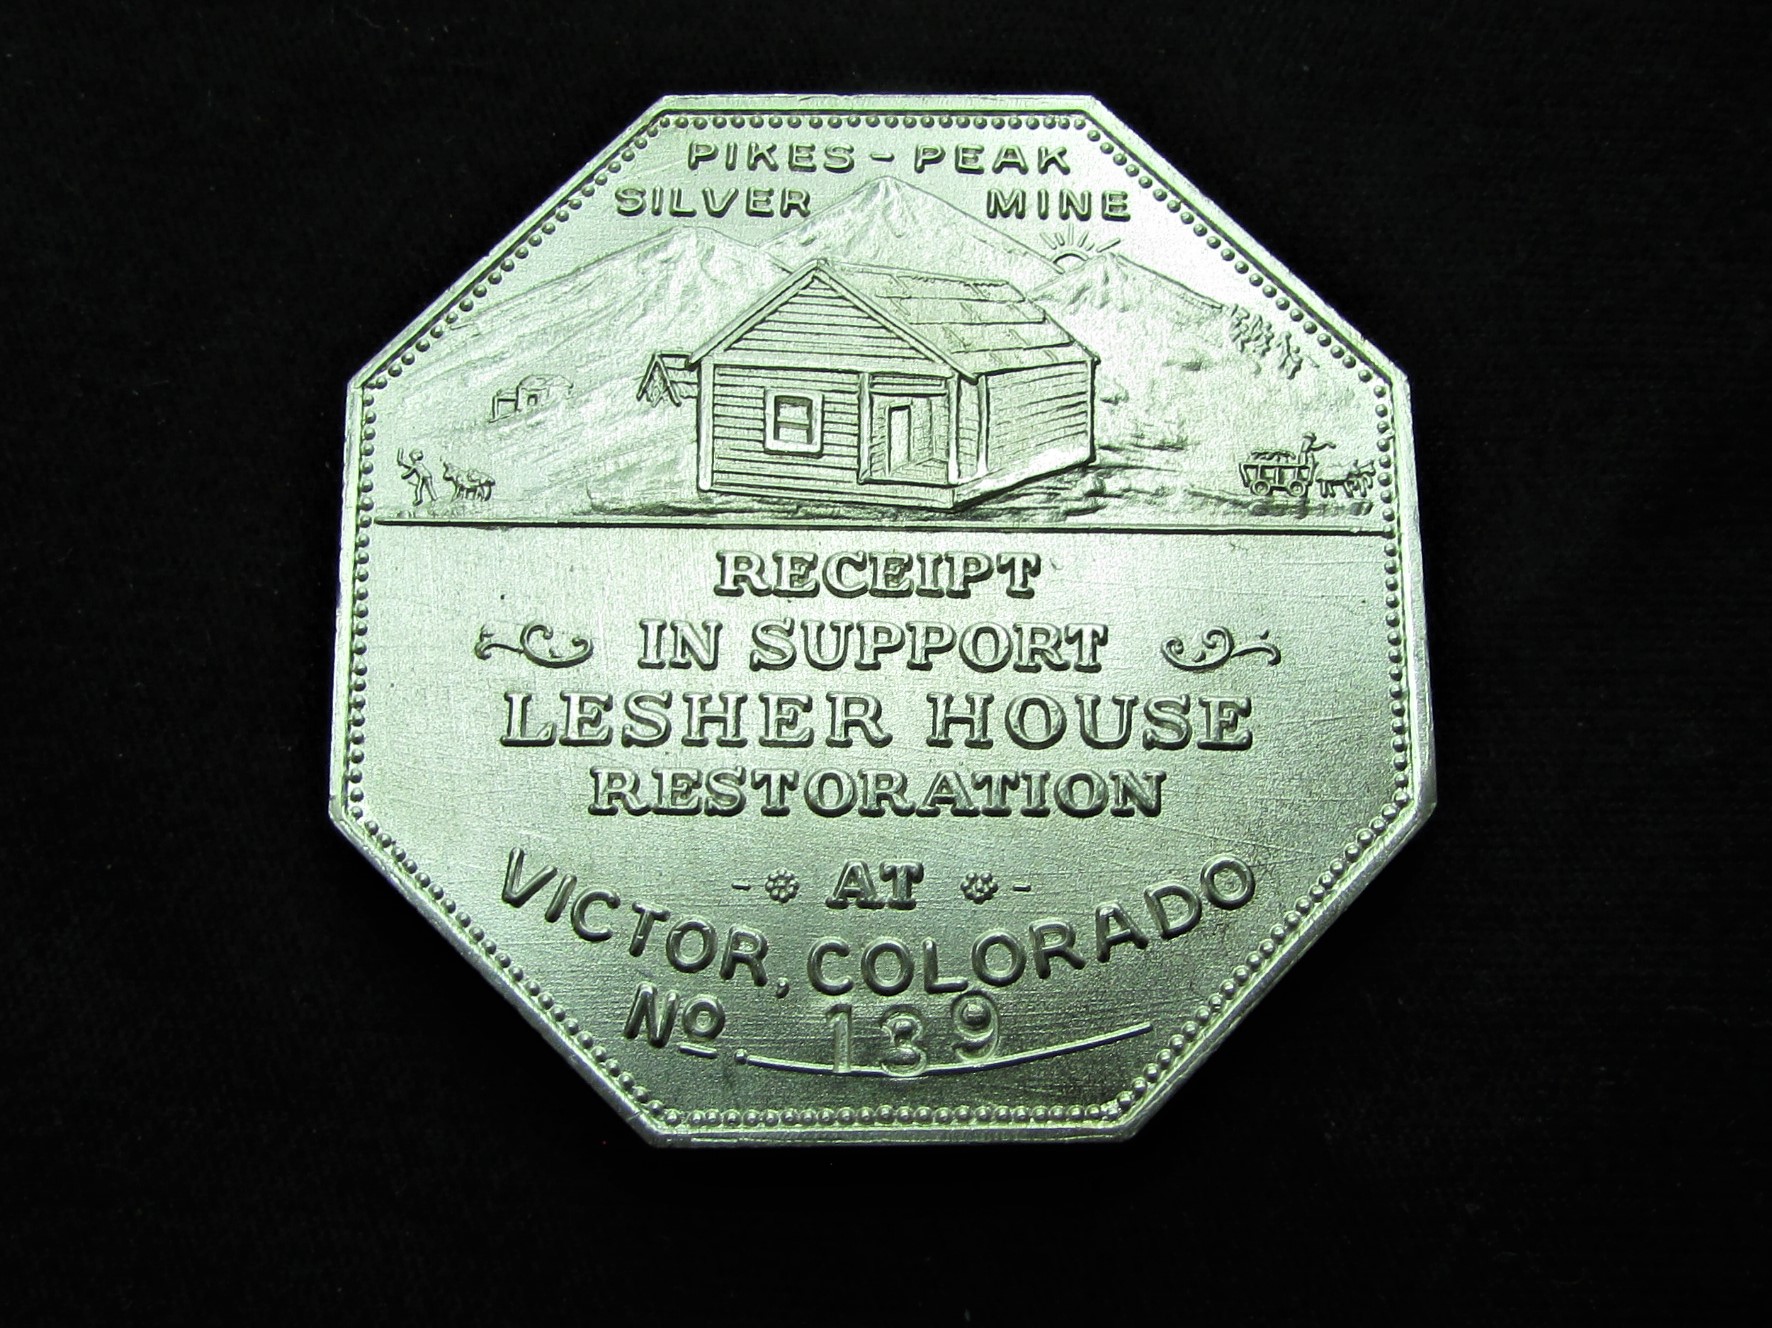 PIKES - PEAK
SILVER MINE
RECEIPT
IN SUPPORT
LESHER HOUSE
RESTORATION
AT
VICTOR, COLORADO
No. 139